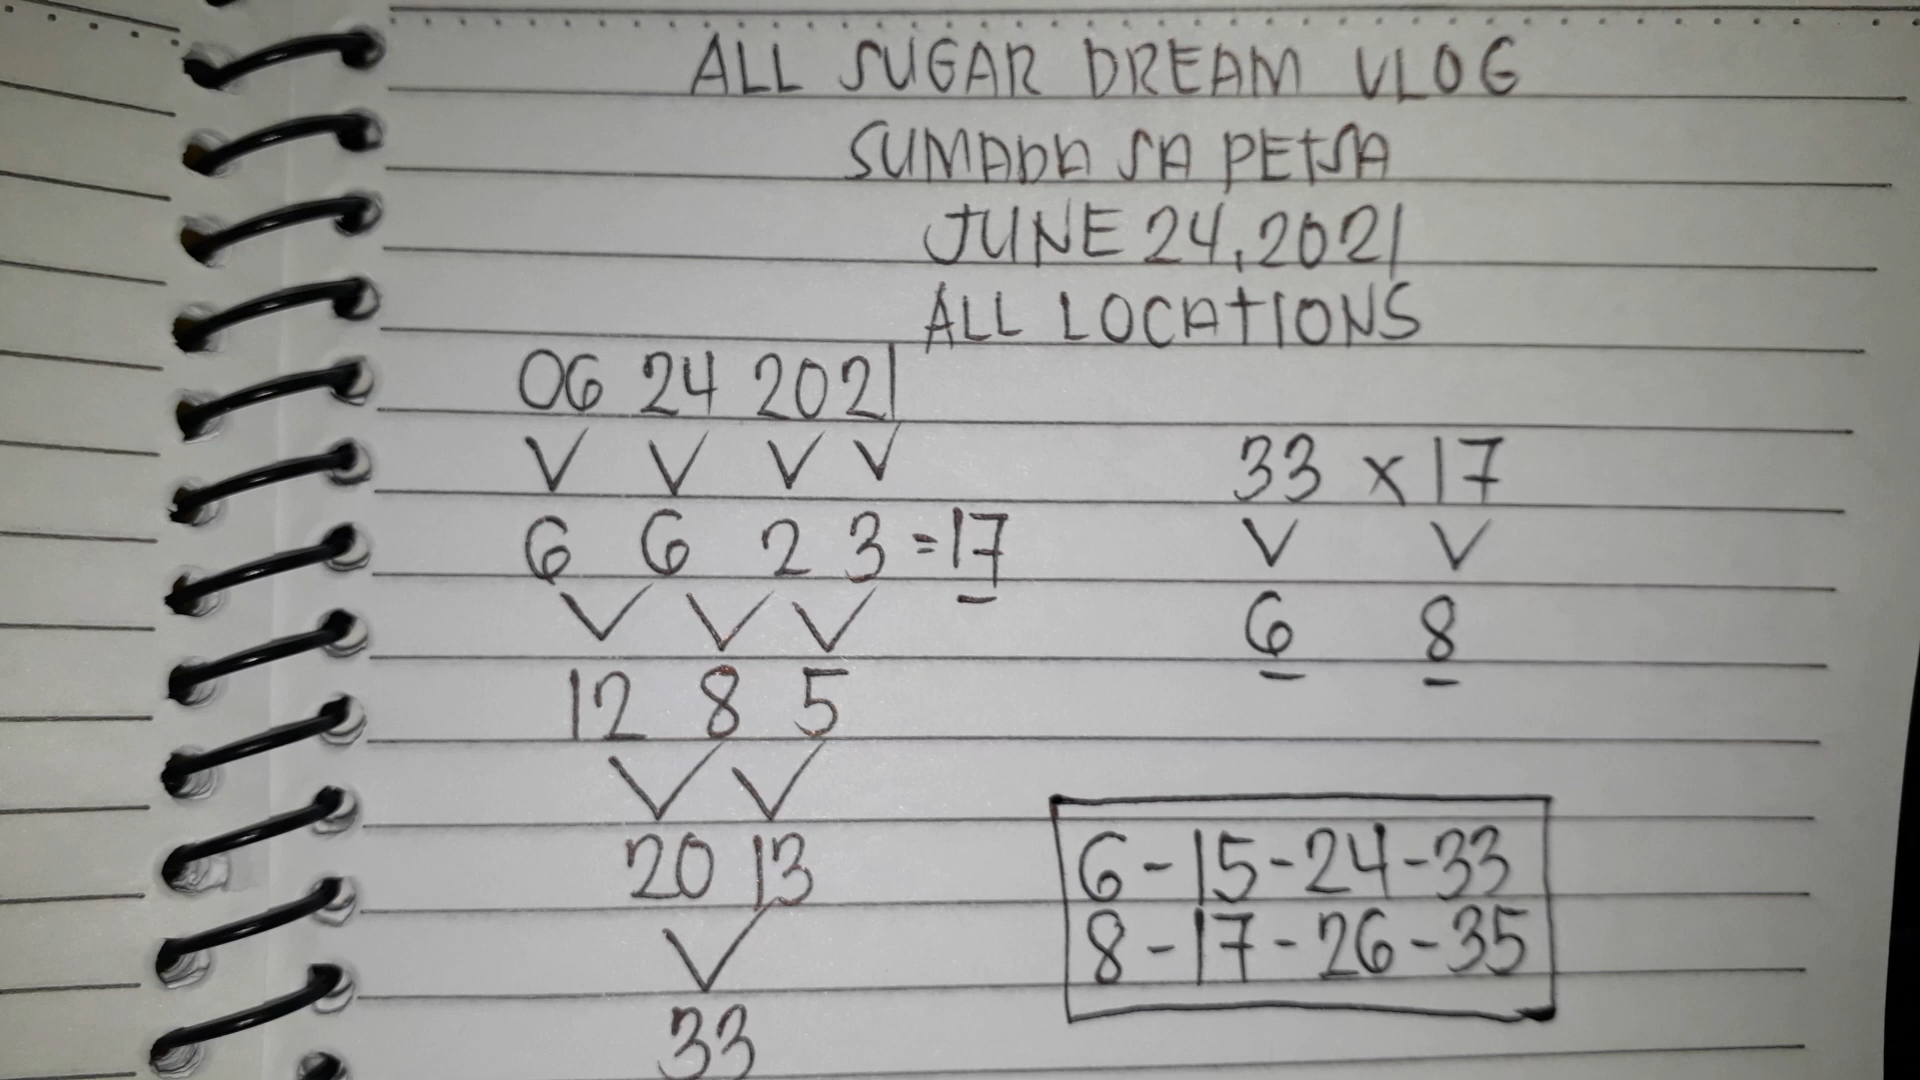 ALL SUGAR DREAM VLOG
SUMADA SA PETSA
JUNE 24, 2021
ALL LOCATIONS
06 24 2021
6 6 2 3 = 17
12 8 5
20 13
33
33 x 17
6 8
6-15-24-33
8-17-26-35